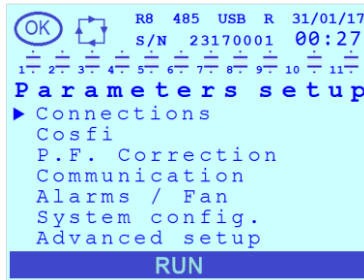 OK R8 485 USB R 31/01/17
S/N 23170001 00:27
1 2 3 4 5 6 7 8 9 10 11
Parameters setup
Connections
Cosfi
P.F. Correction
Communication
Alarms / Fan
System config.
Advanced setup
RUN